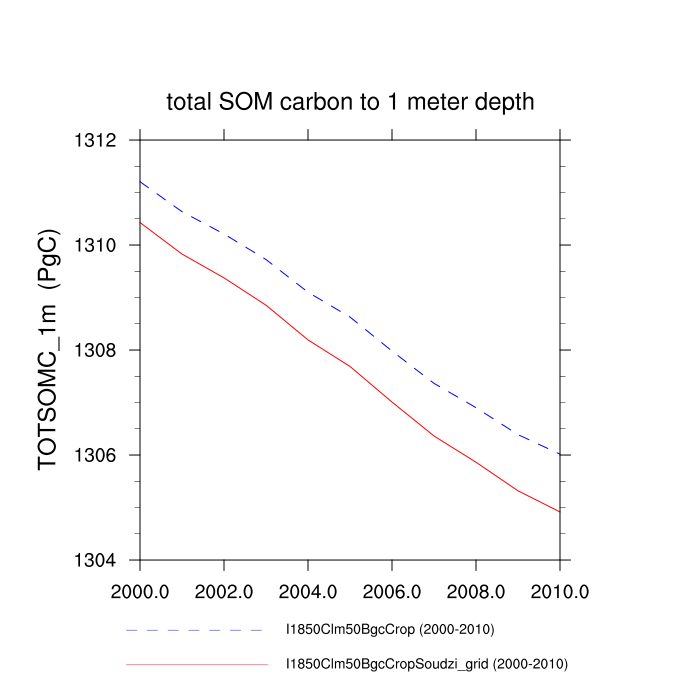 total SOM carbon to 1 meter depth
TOTSOMC_1m (PgC)
1312
1310
1308
1306
1304
2000.0 2002.0 2004.0 2006.0 2008.0 2010.0
I1850Clm50BgcCrop (2000-2010)
I1850Clm50BgcCropSoudzi_grid (2000-2010)